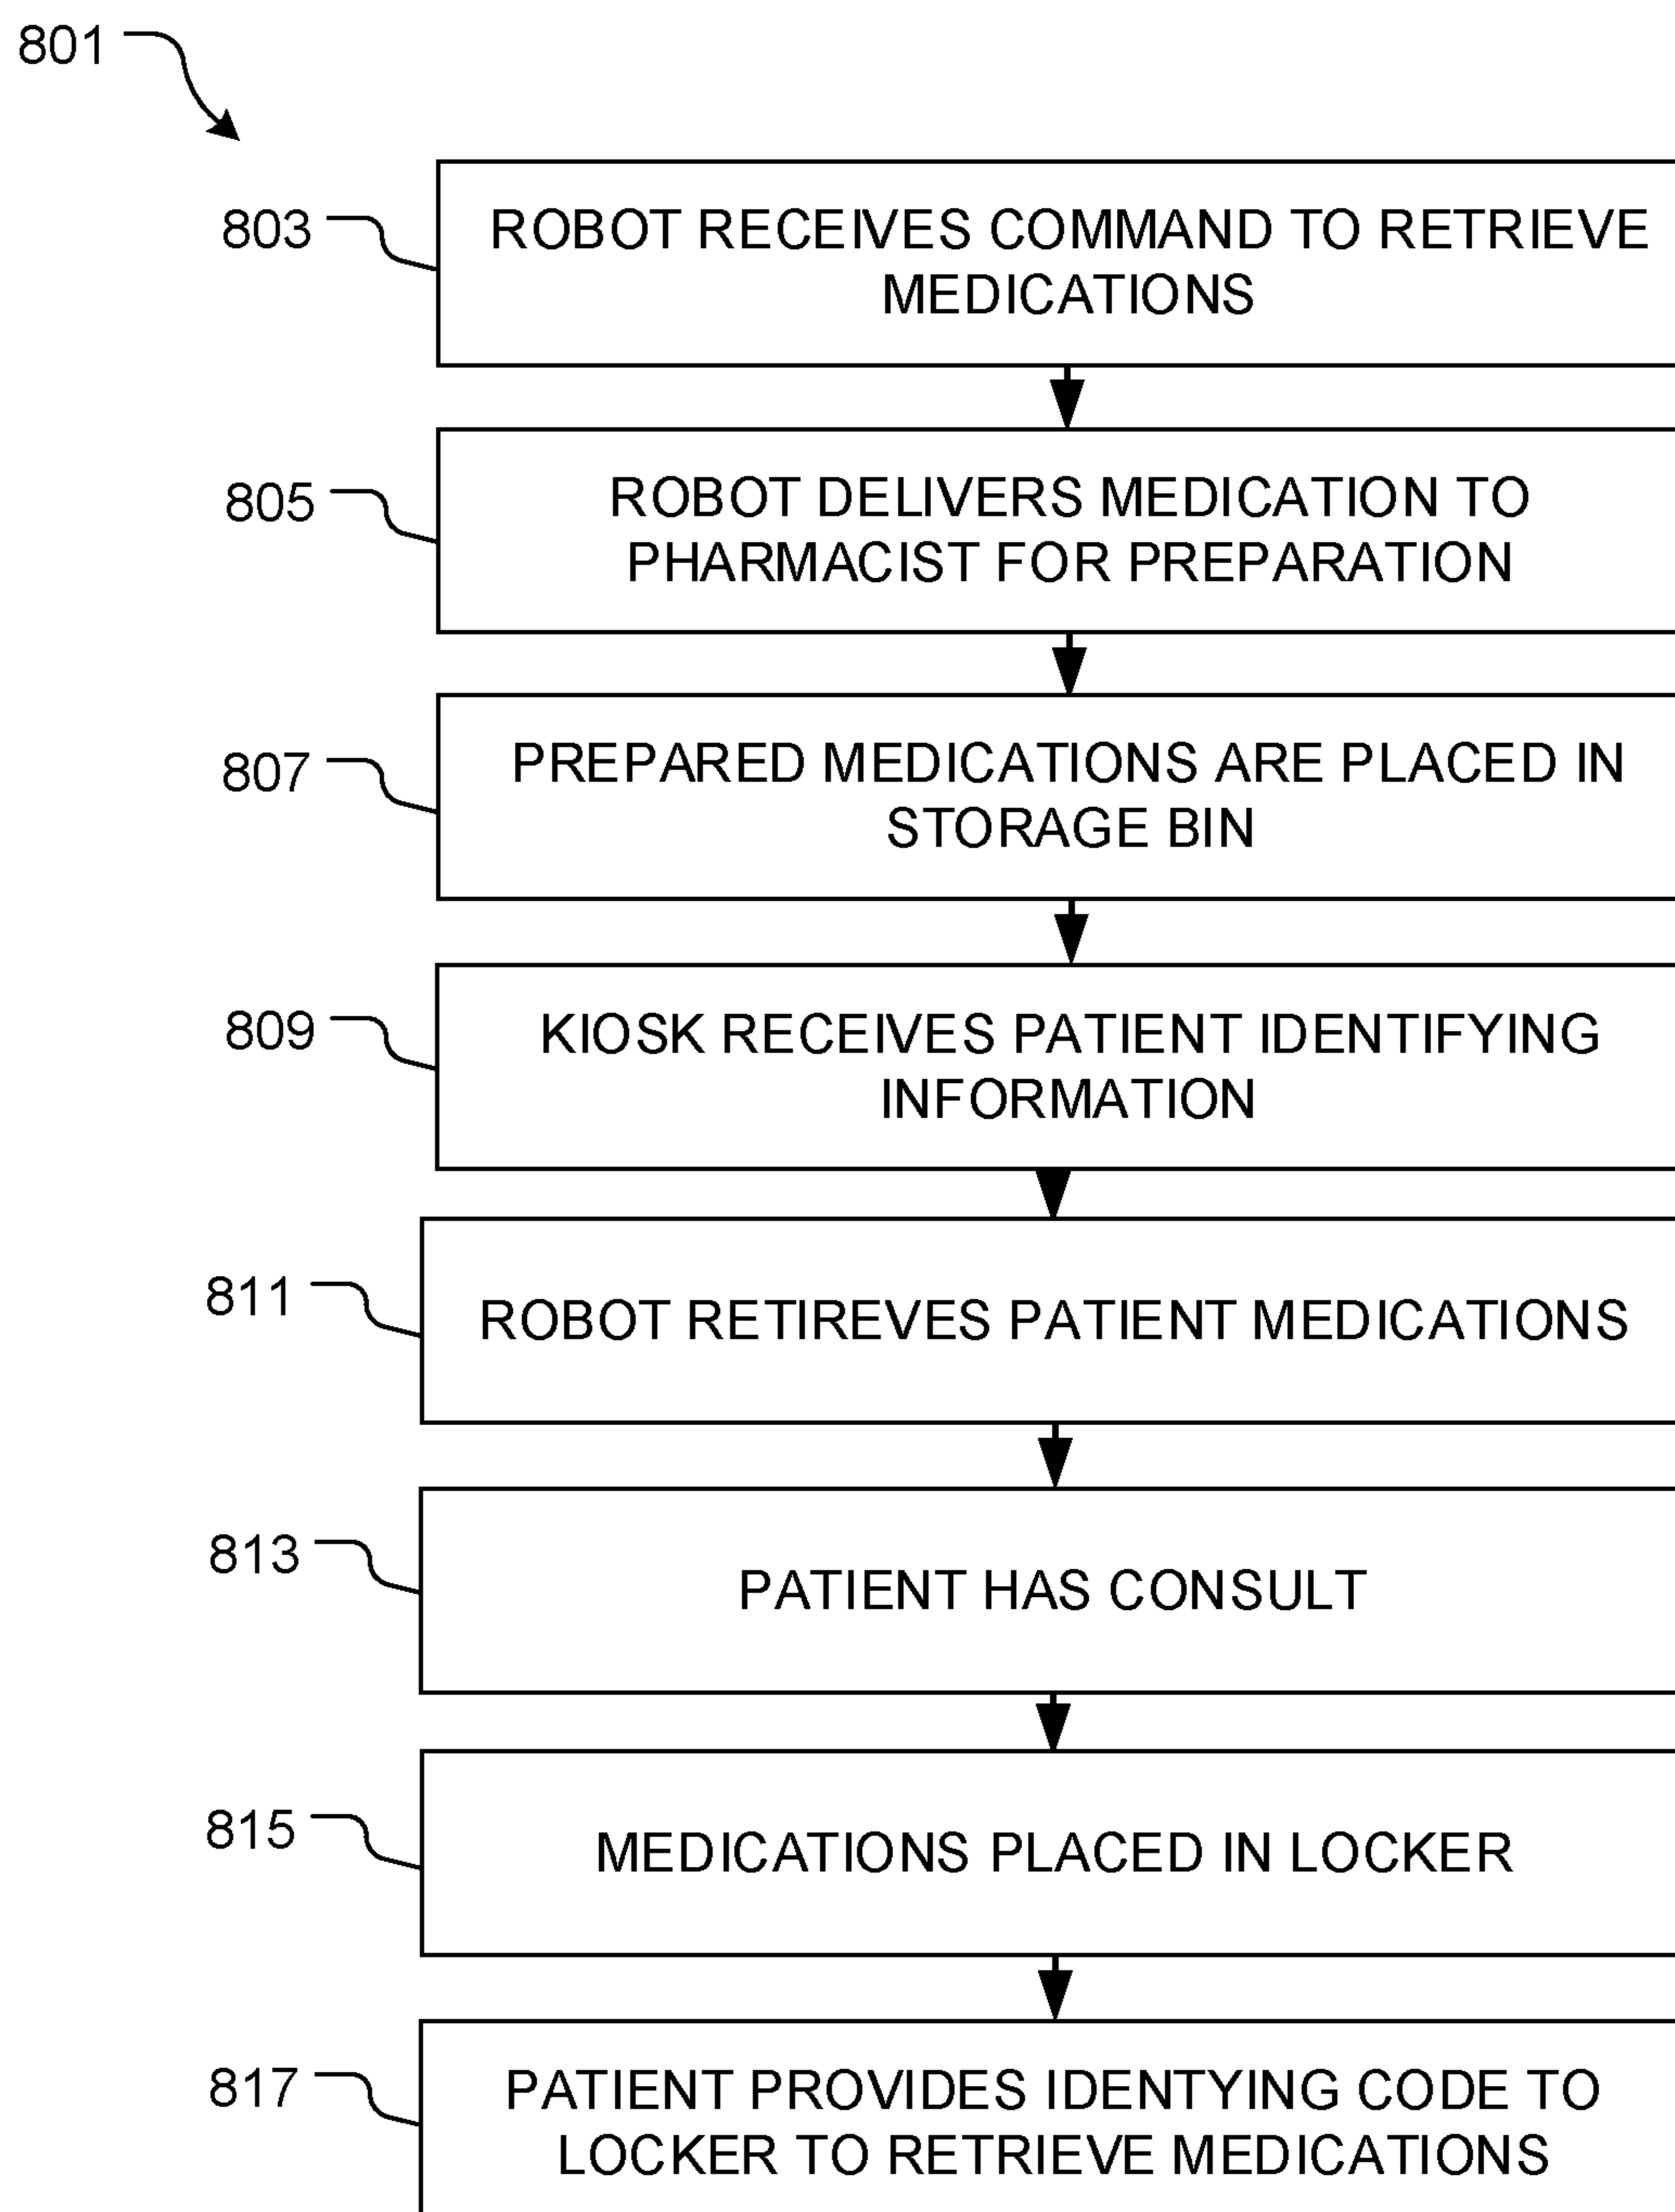 801
803
ROBOT RECEIVES COMMAND TO RETRIEVE
MEDICATIONS
805
ROBOT DELIVERS MEDICATION TO
PHARMACIST FOR PREPARATION
807
PREPARED MEDICATIONS ARE PLACED IN
STORAGE BIN
809
KIOSK RECEIVES PATIENT IDENTIFYING
INFORMATION
811
ROBOT RETIREVES PATIENT MEDICATIONS
813
PATIENT HAS CONSULT
815
MEDICATIONS PLACED IN LOCKER
817
PATIENT PROVIDES IDENTYING CODE TO
LOCKER TO RETRIEVE MEDICATIONS